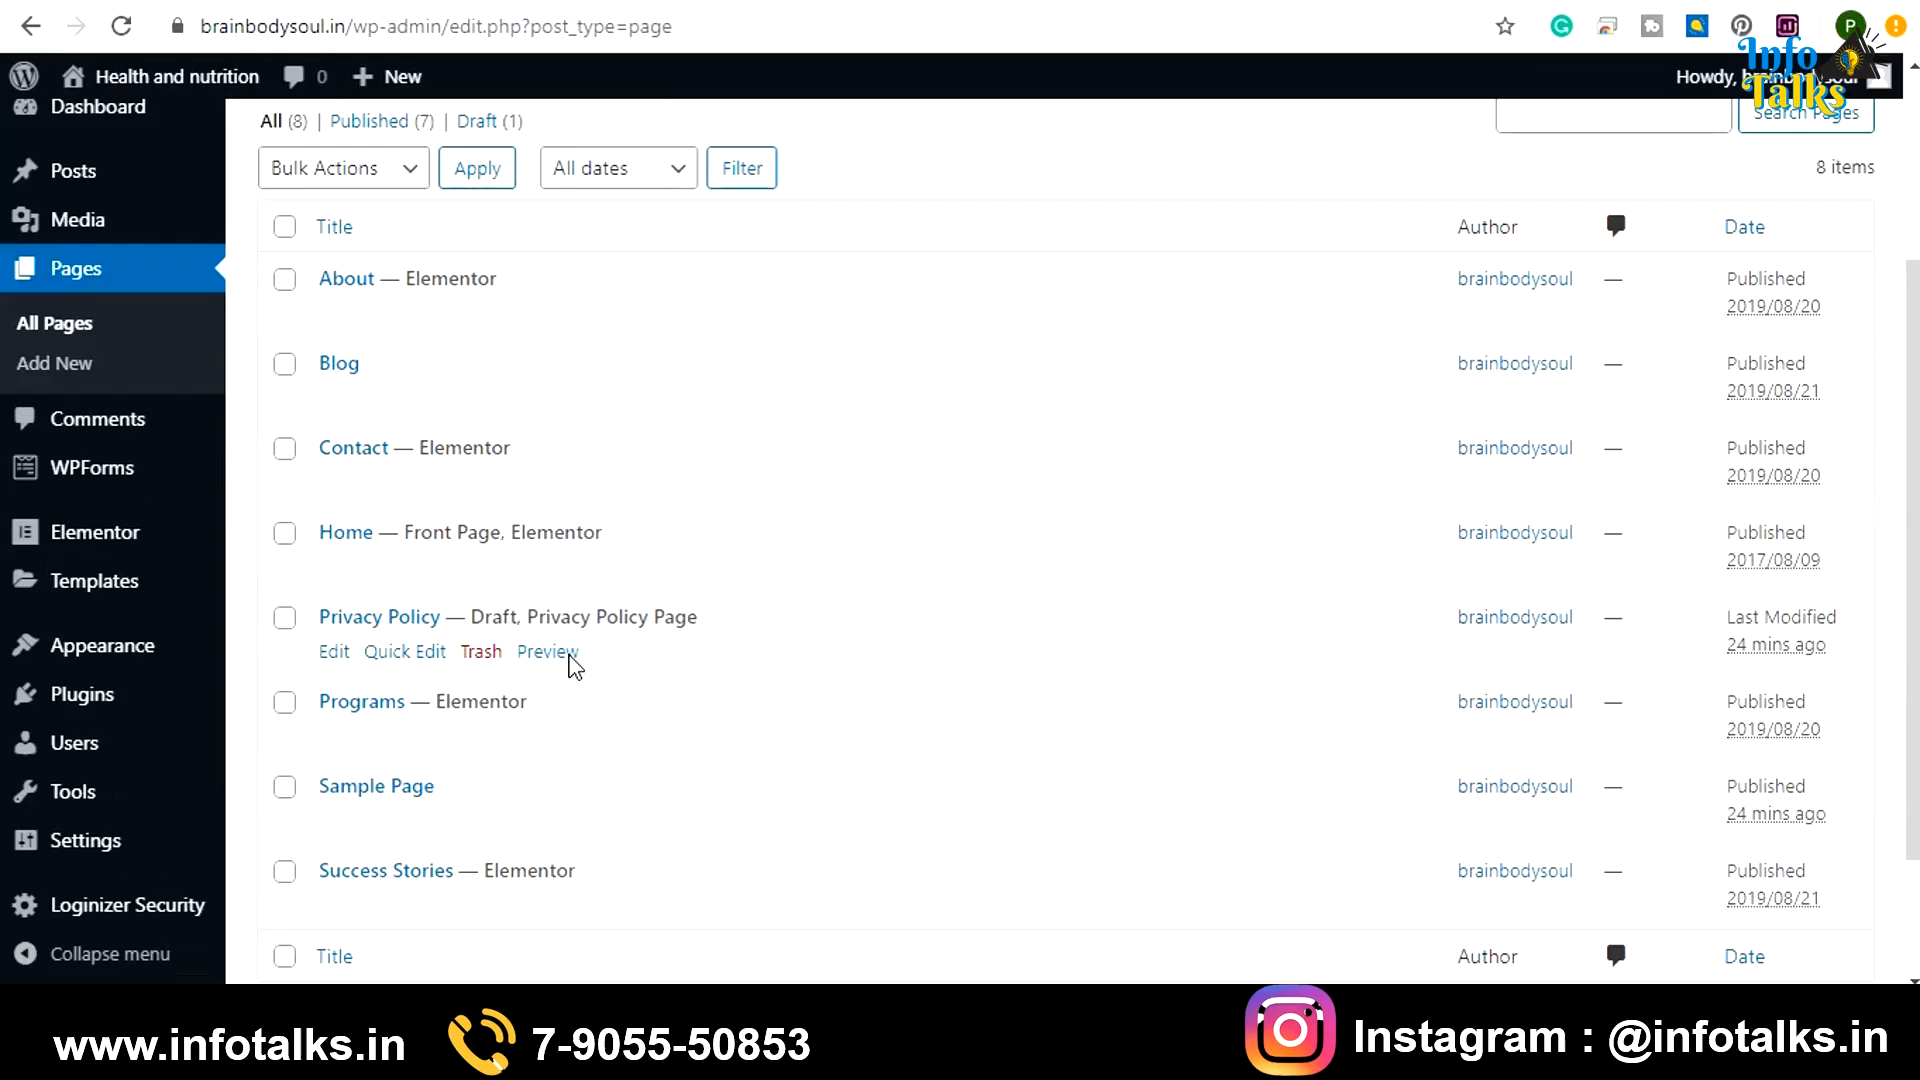 brainbodysoul.in/wp-admin/edit.php?post_type=page
P
Health and nutrition 0 + New
Howdy, brainbodysoul
Info
Talks
Dashboard
Posts
Media
Pages
All Pages
Add New
Comments
WPForms
Elementor
Templates
Appearance
Plugins
Users
Tools
Settings
Loginizer Security
Collapse menu
All (8) | Published (7) | Draft (1)
Search Pages
Bulk Actions Apply All dates Filter
8 items
Title Author Date
About — Elementor brainbodysoul — Published
2019/08/20
Blog brainbodysoul — Published
2019/08/21
Contact — Elementor brainbodysoul — Published
2019/08/20
Home — Front Page, Elementor brainbodysoul — Published
2017/08/09
Privacy Policy — Draft, Privacy Policy Page brainbodysoul — Last Modified
Edit Quick Edit Trash Preview 24 mins ago
Programs — Elementor brainbodysoul — Published
2019/08/20
Sample Page brainbodysoul — Published
24 mins ago
Success Stories — Elementor brainbodysoul — Published
2019/08/21
Title Author Date
www.infotalks.in 7-9055-50853 Instagram : @infotalks.in